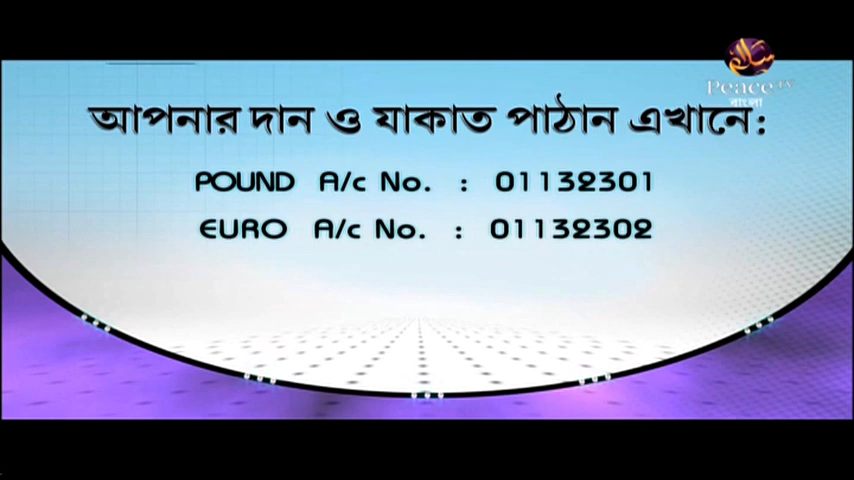 Peace TV
বাংলা
আপনার দান ও যাকাত পাঠান এখানে:
POUND A/c No. : 01132301
EURO A/c No. : 01132302